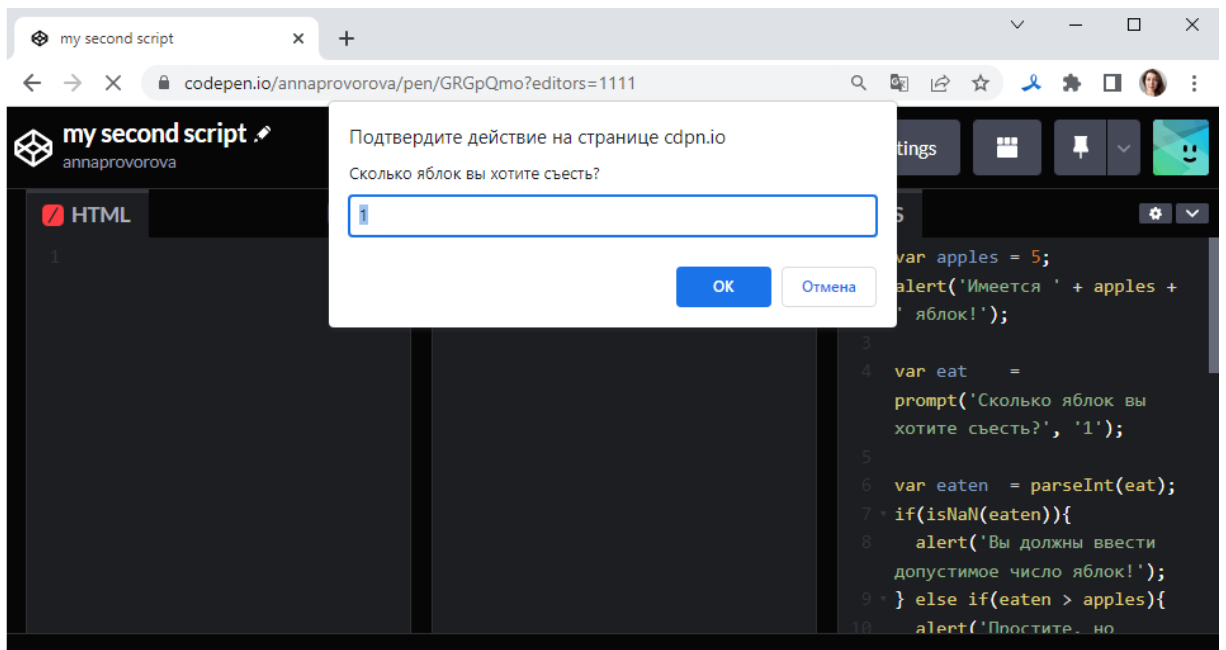 my second script
codepen.io/annaprovorova/pen/GRGpQmo?editors=1111
my second script
annaprovorova
tings
Подтвердите действие на странице cdpn.io
Сколько яблок вы хотите съесть?
1
ОК
Отмена
HTML
1
S
var apples = 5;
alert('Имеется ' + apples +
' яблок!');
3
4 var eat    =
prompt('Сколько яблок вы
хотите съесть?', '1');
5
6 var eaten  = parseInt(eat);
7 if(isNaN(eaten)){
8   alert('Вы должны ввести
допустимое число яблок!');
9 } else if(eaten > apples){
10   alert('Простите, но